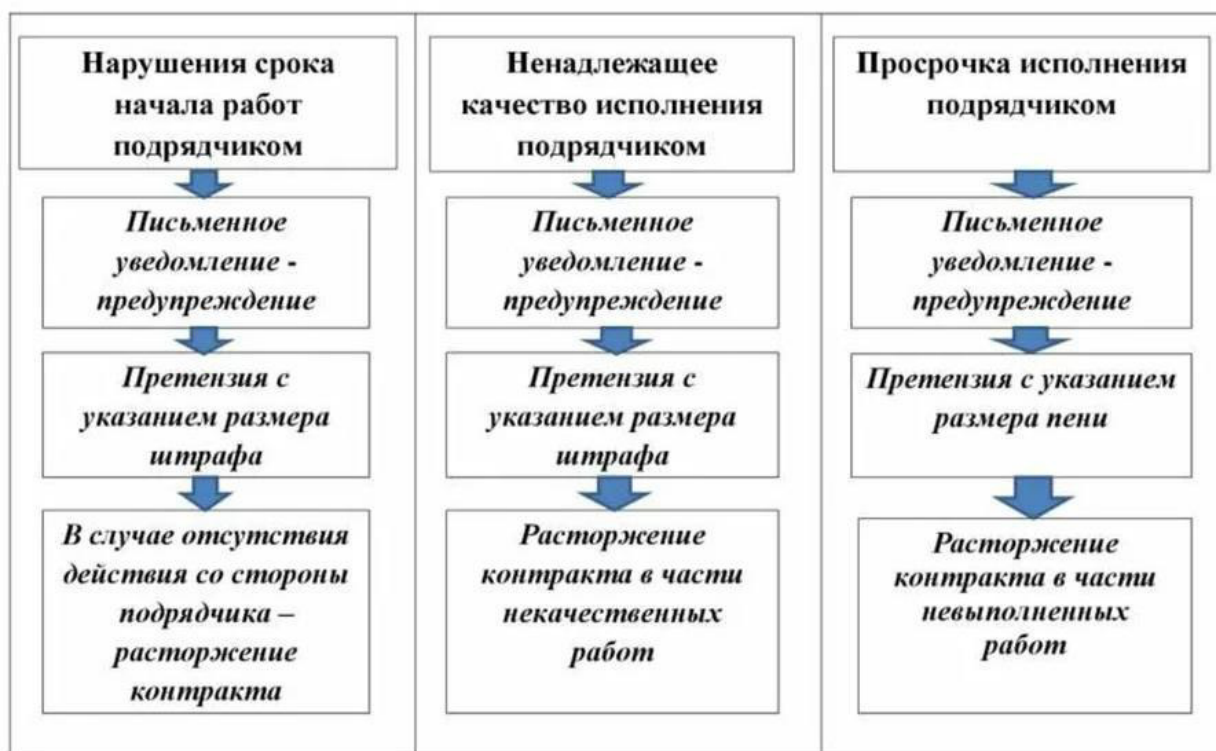 Нарушения срока
начала работ
подрядчиком
Письменное
уведомление -
предупреждение
Претензия с
указанием размера
штрафа
В случае отсутствия
действия со стороны
подрядчика –
расторжение
контракта
Ненадлежащее
качество исполнения
подрядчиком
Письменное
уведомление -
предупреждение
Претензия с
указанием размера
штрафа
Расторжение
контракта в части
некачественных
работ
Просрочка исполнения
подрядчиком
Письменное
уведомление -
предупреждение
Претензия с указанием
размера пени
Расторжение
контракта в части
невыполненных
работ